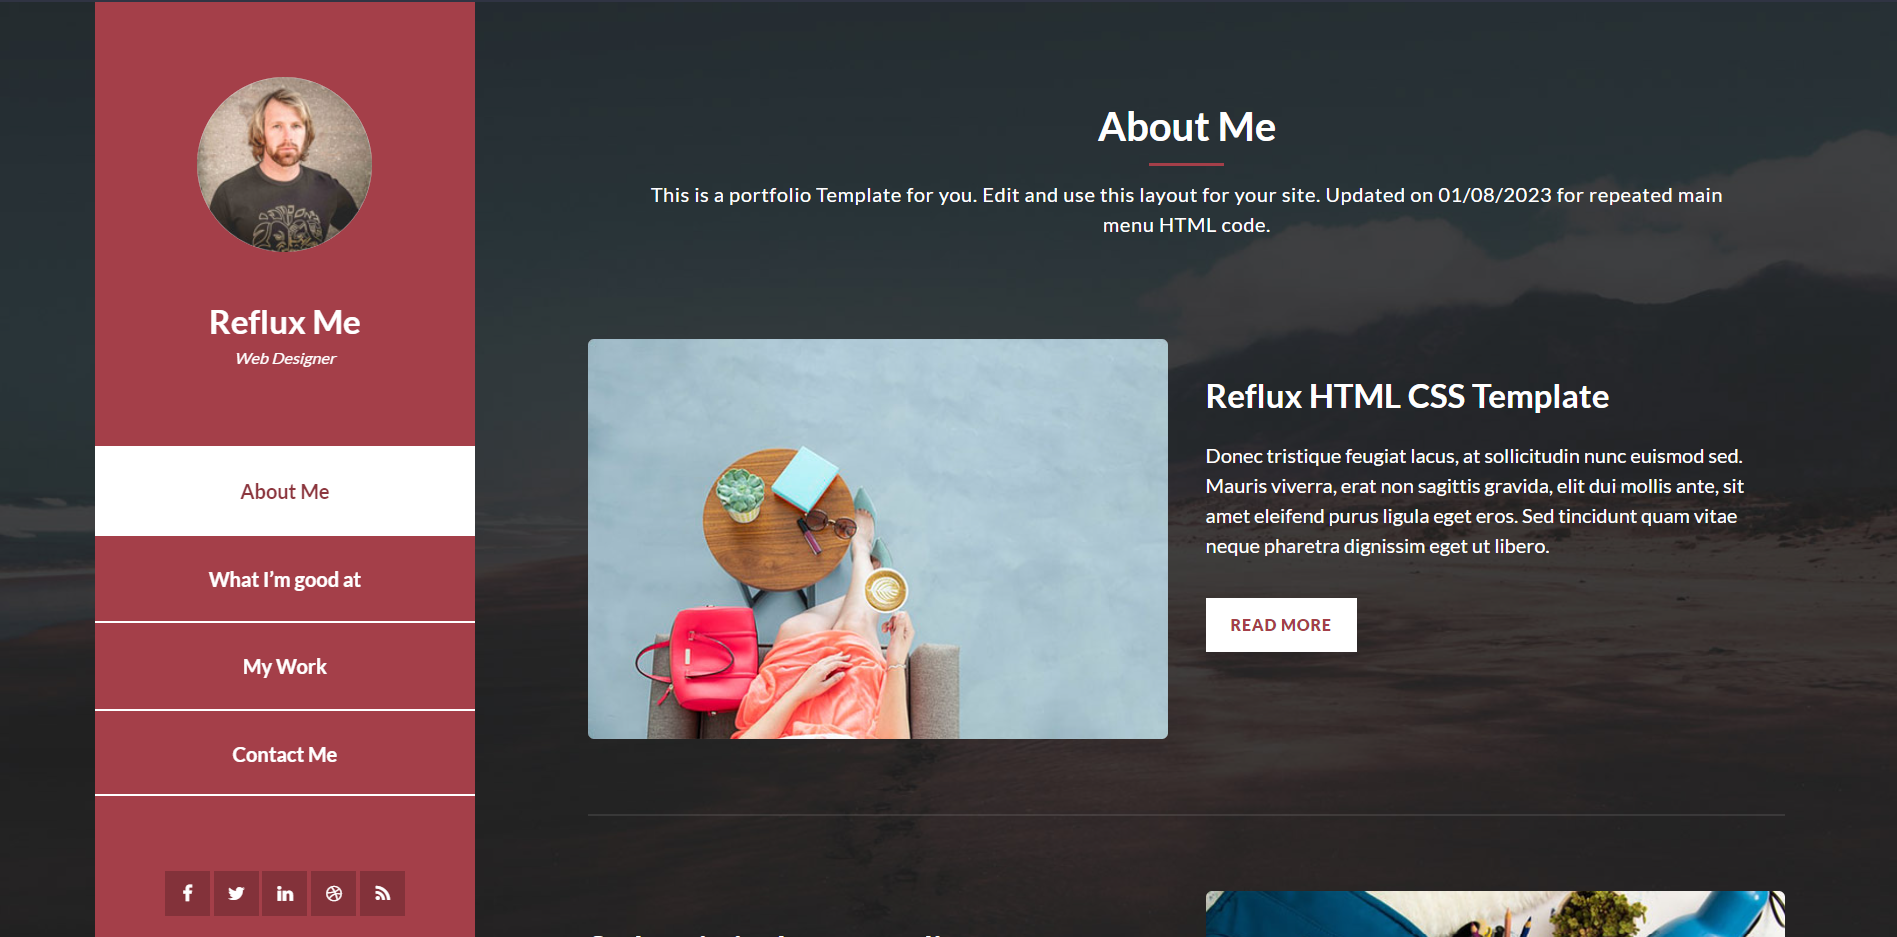 Reflux Me
Web Designer
About Me
What I’m good at
My Work
Contact Me
About Me
This is a portfolio Template for you. Edit and use this layout for your site. Updated on 01/08/2023 for repeated main
menu HTML code.
Reflux HTML CSS Template
Donec tristique feugiat lacus, at sollicitudin nunc euismod sed.
Mauris viverra, erat non sagittis gravida, elit dui mollis ante, sit
amet eleifend purus ligula eget eros. Sed tincidunt quam vitae
neque pharetra dignissim eget ut libero.
READ MORE